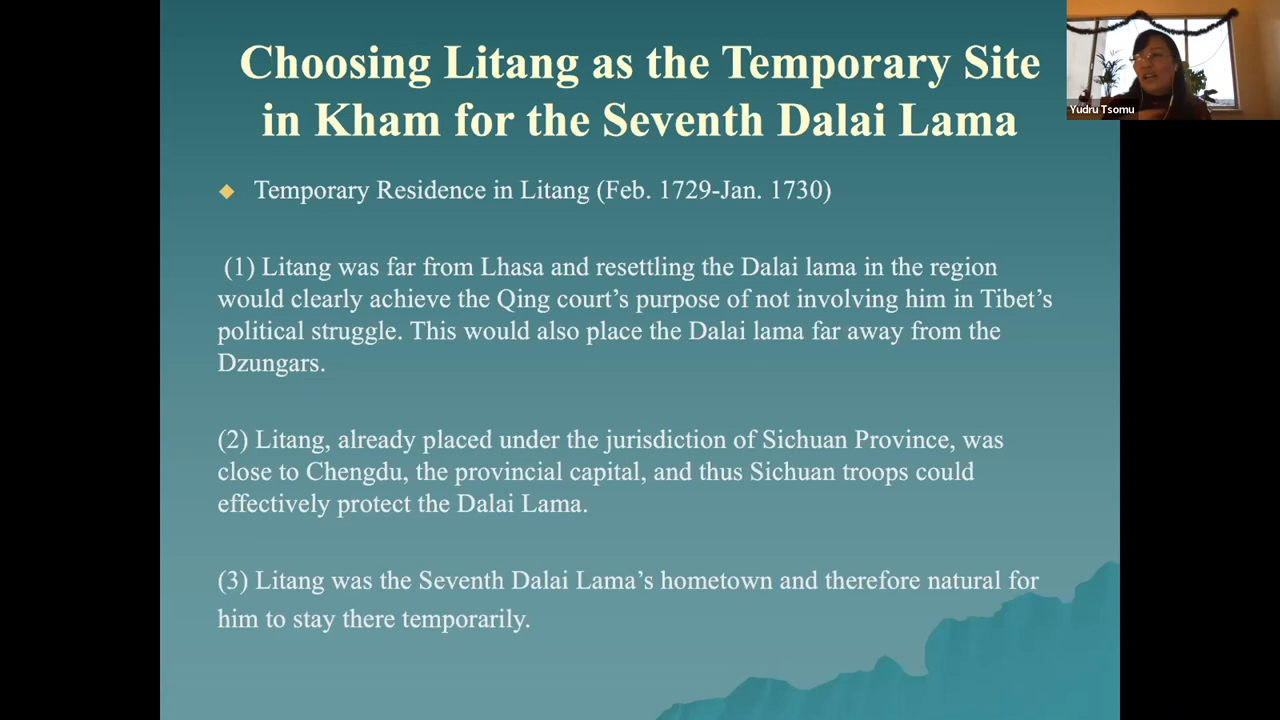 Choosing Litang as the Temporary Site
in Kham for the Seventh Dalai Lama
Yudru Tsomu
Temporary Residence in Litang (Feb. 1729-Jan. 1730)
(1) Litang was far from Lhasa and resettling the Dalai lama in the region
would clearly achieve the Qing court’s purpose of not involving him in Tibet’s
political struggle. This would also place the Dalai lama far away from the
Dzungars.
(2) Litang, already placed under the jurisdiction of Sichuan Province, was
close to Chengdu, the provincial capital, and thus Sichuan troops could
effectively protect the Dalai Lama.
(3) Litang was the Seventh Dalai Lama’s hometown and therefore natural for
him to stay there temporarily.